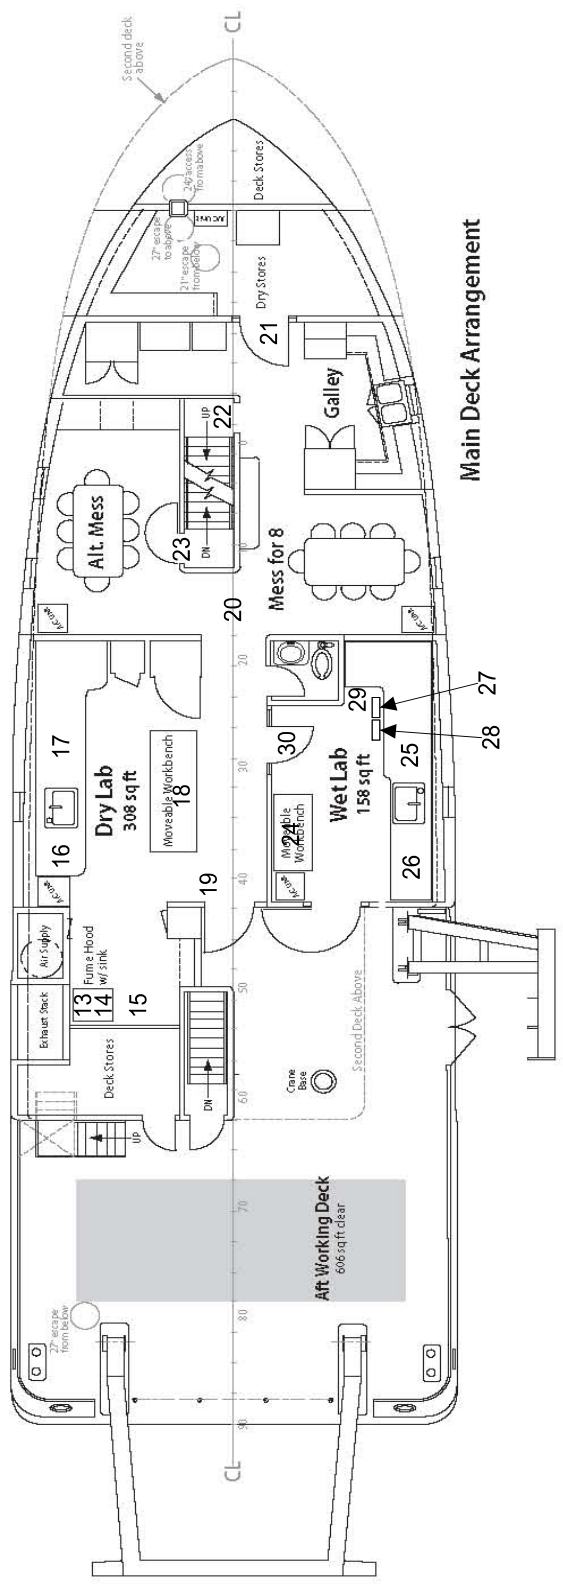 Second deck
above
CL
24" access
from above
Deck Stores
27" escape
to above
A/C Unit
21" escape
from below
Dry Stores
21
Main Deck Arrangement
Galley
22
UP
0
Alt. Mess
23
DN
Mess for 8
20
A/C Unit
A/C Unit
20
17
Dry Lab
308 sq ft
Moveable Workbench
18
16
A/C Unit
19
30
30
29
27
28
Wet Lab
158 sq ft
25
Moveable
Workbench
24
26
A/C Unit
40
Air Supply
Fume Hood
w/ sink
13
14
15
Exhaust Stack
50
Second Deck Above
Deck Stores
DN
Crane
Base
60
UP
70
Aft Working Deck
606 sq ft clear
27" escape
from below
80
90
CL